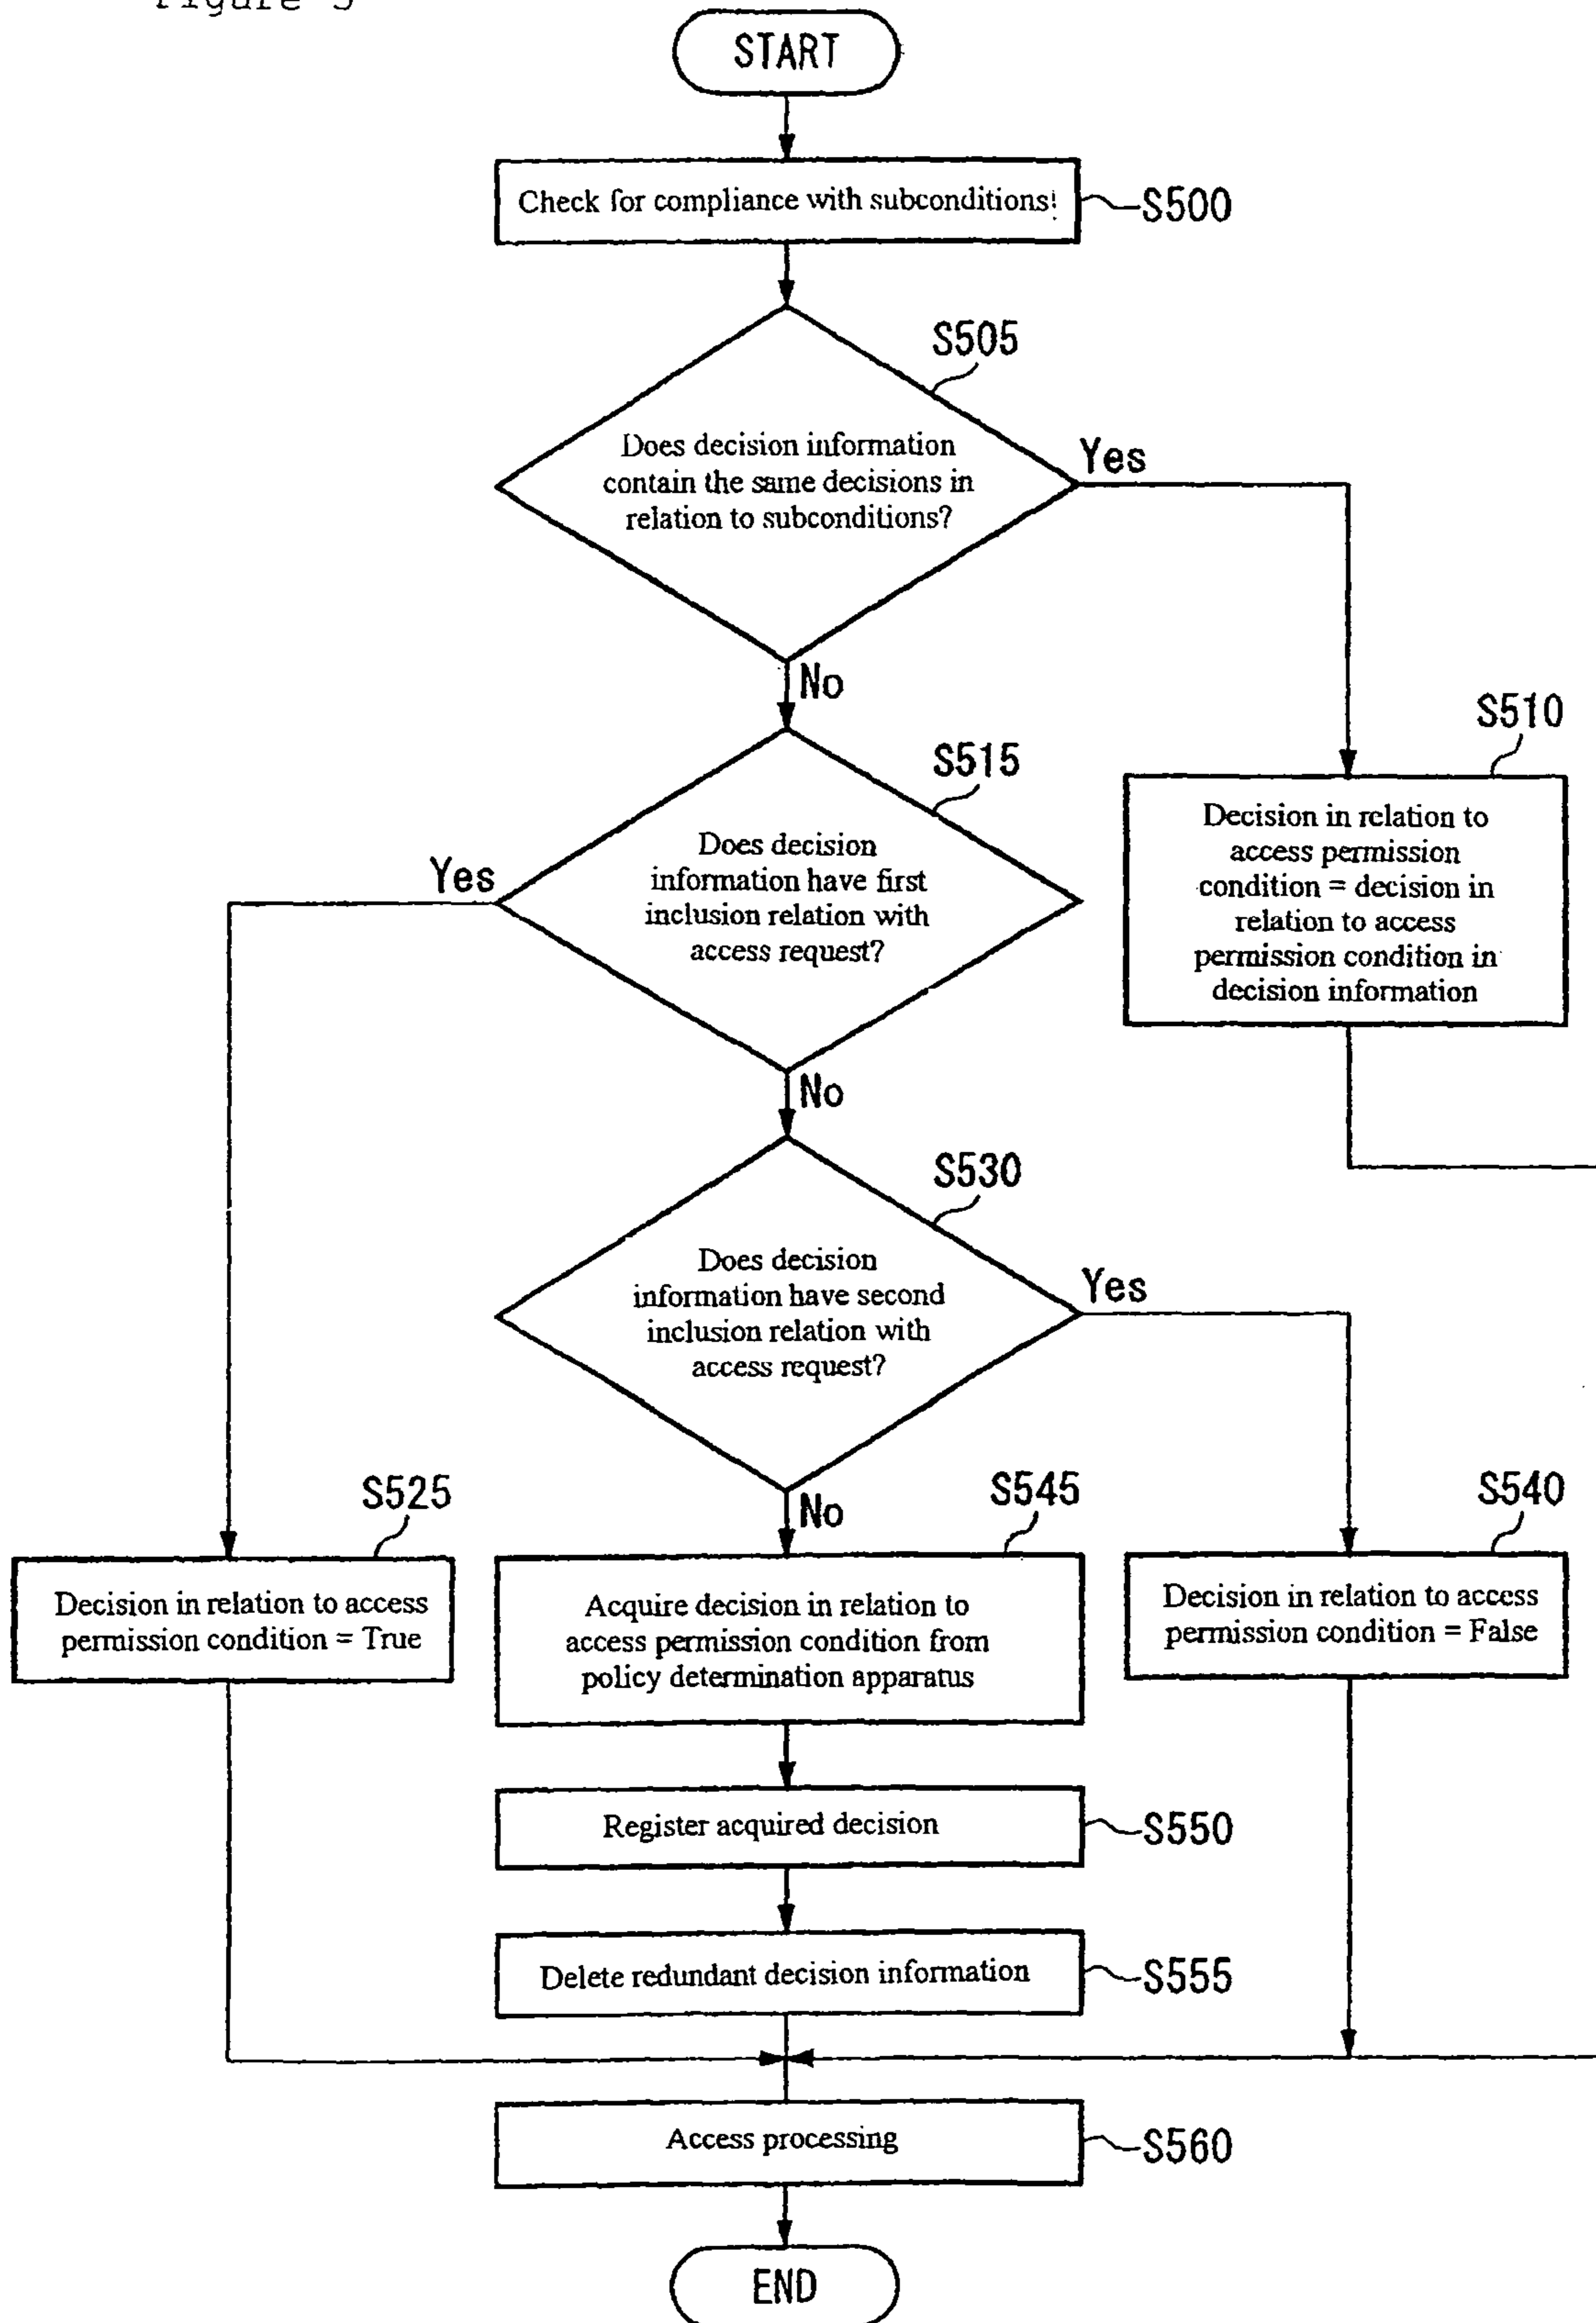 Figure 5
START
Check for compliance with subconditions!
S500
S505
Does decision information
contain the same decisions in
relation to subconditions?
Yes
No
S510
Decision in relation to
access permission
condition = decision in
relation to access
permission condition in
decision information
S515
Does decision
information have first
inclusion relation with
access request?
Yes
No
S530
Does decision
information have second
inclusion relation with
access request?
Yes
No
S525
Decision in relation to access
permission condition = True
S545
Acquire decision in relation to
access permission condition from
policy determination apparatus
S540
Decision in relation to access
permission condition = False
Register acquired decision
S550
Delete redundant decision information
S555
Access processing
S560
END